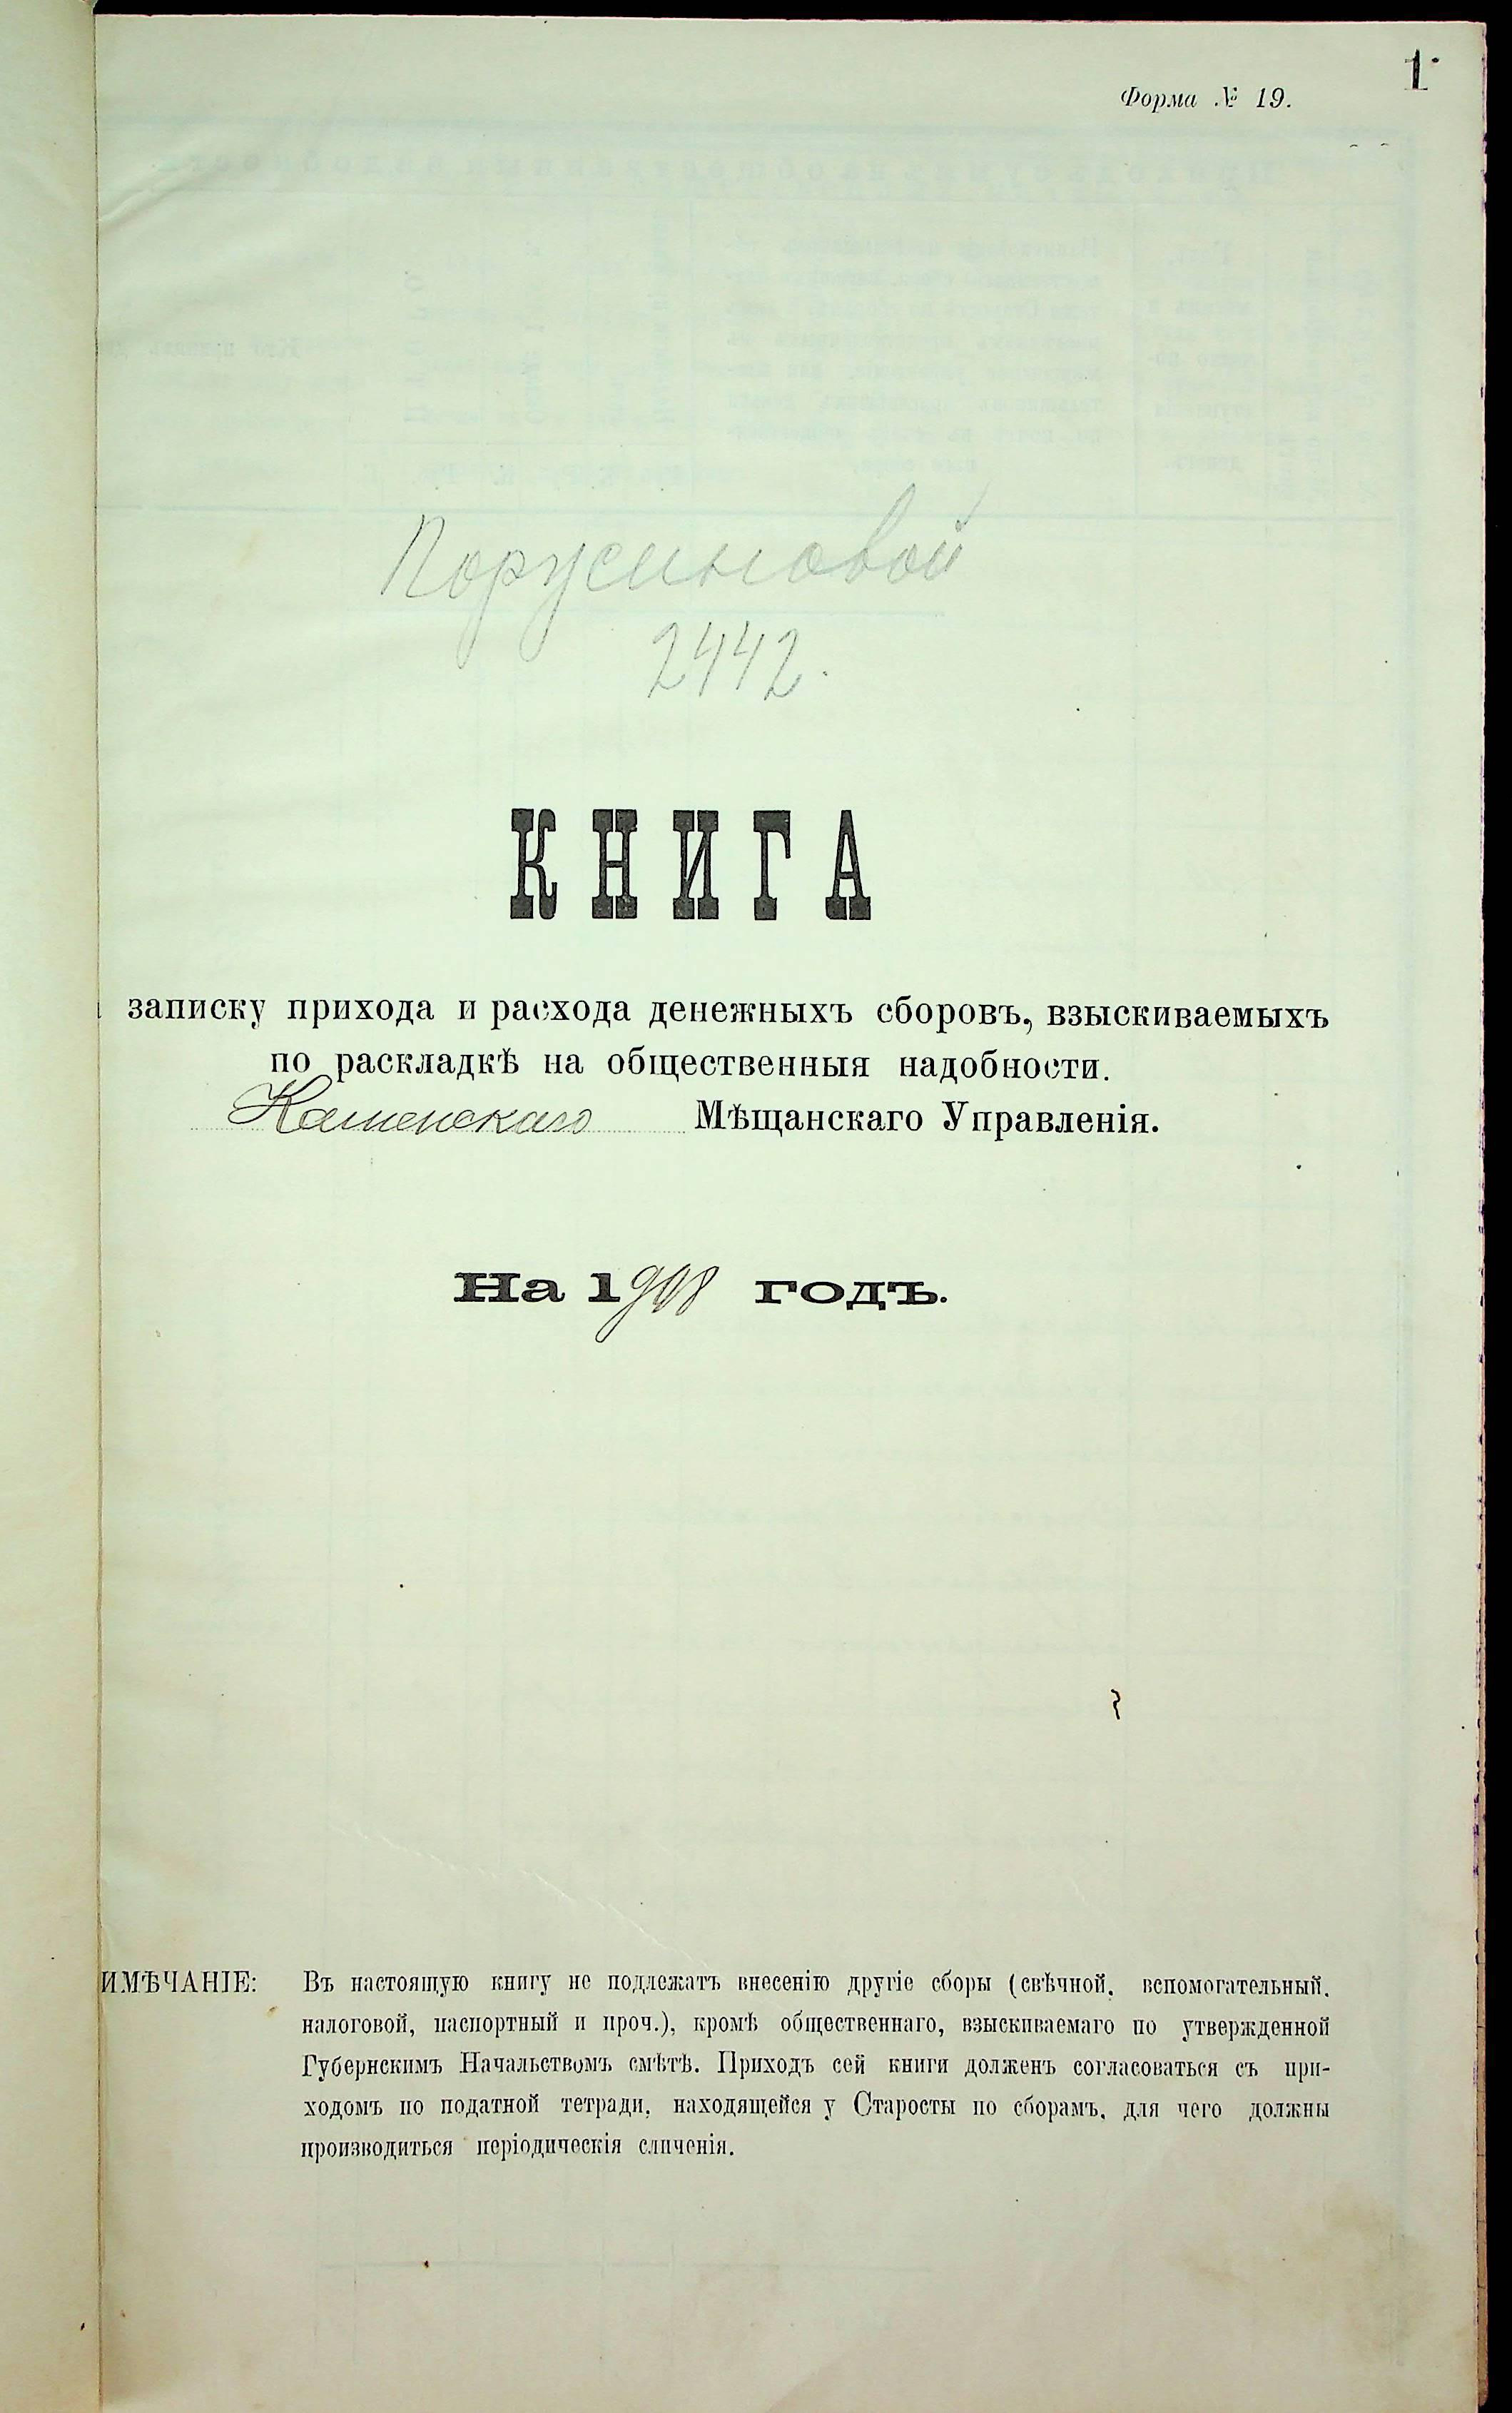 1
Форма № 19.
Порусиновой
2442.
КНИГА
записку прихода и расхода денежныхъ сборовъ, взыскиваемыхъ
по раскладкѣ на общественныя надобности.
Каменскаго Мѣщанскаго Управленія.
На 1908 годъ.
ИМѢЧАНІЕ: Въ настоящую книгу не подлежатъ внесенію другіе сборы (свѣчной, вспомогательный,
налоговой, паспортный и проч.), кромѣ общественнаго, взыскиваемаго по утвержденной
Губернскимъ Начальствомъ смѣтѣ. Приходъ сей книги долженъ согласоваться съ при-
ходомъ по податной тетради, находящейся у Старосты по сборамъ, для чего должны
производиться періодическія сличенія.